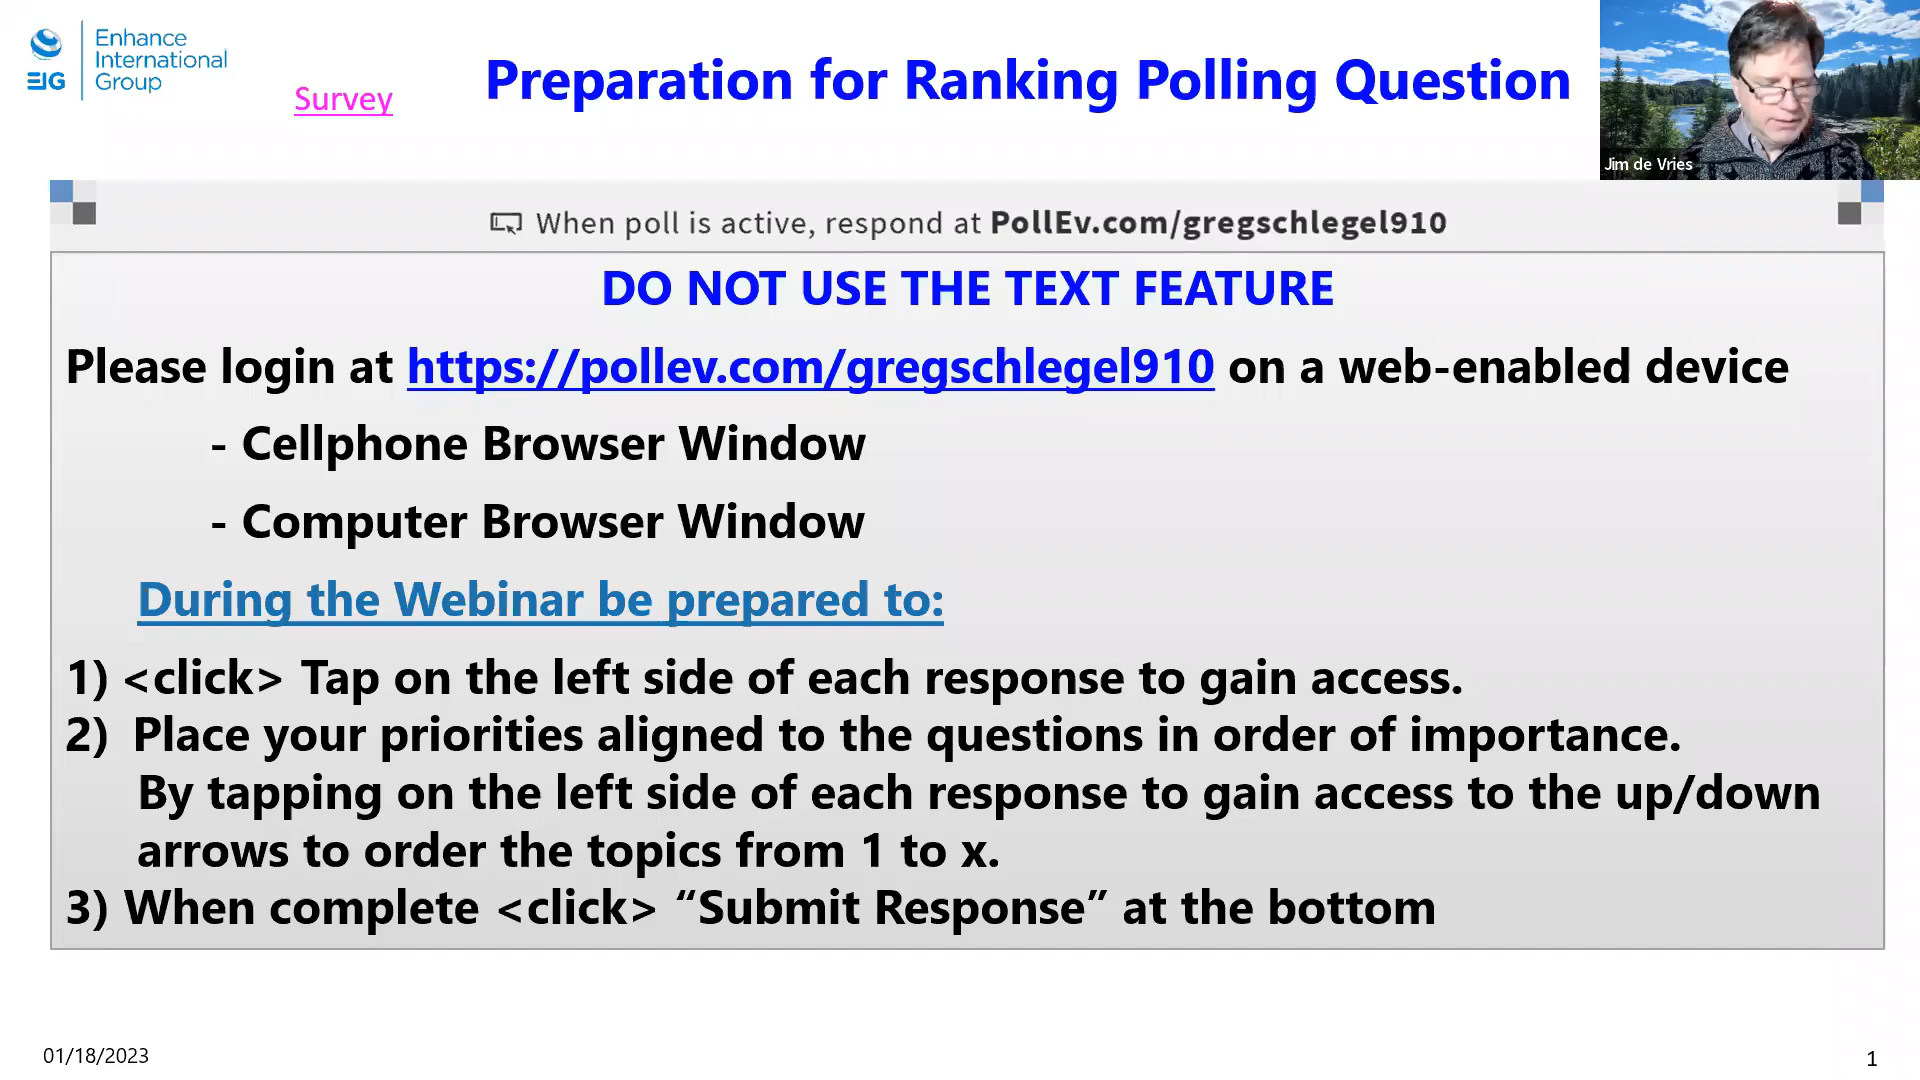 EIG
Enhance
International
Group
Survey
Preparation for Ranking Polling Question
Jim de Vries
When poll is active, respond at PollEv.com/gregschlegel910
DO NOT USE THE TEXT FEATURE
Please login at https://pollev.com/gregschlegel910 on a web-enabled device
- Cellphone Browser Window
- Computer Browser Window
During the Webinar be prepared to:
1) <click> Tap on the left side of each response to gain access.
2) Place your priorities aligned to the questions in order of importance.
By tapping on the left side of each response to gain access to the up/down
arrows to order the topics from 1 to x.
3) When complete <click> “Submit Response” at the bottom
01/18/2023
1